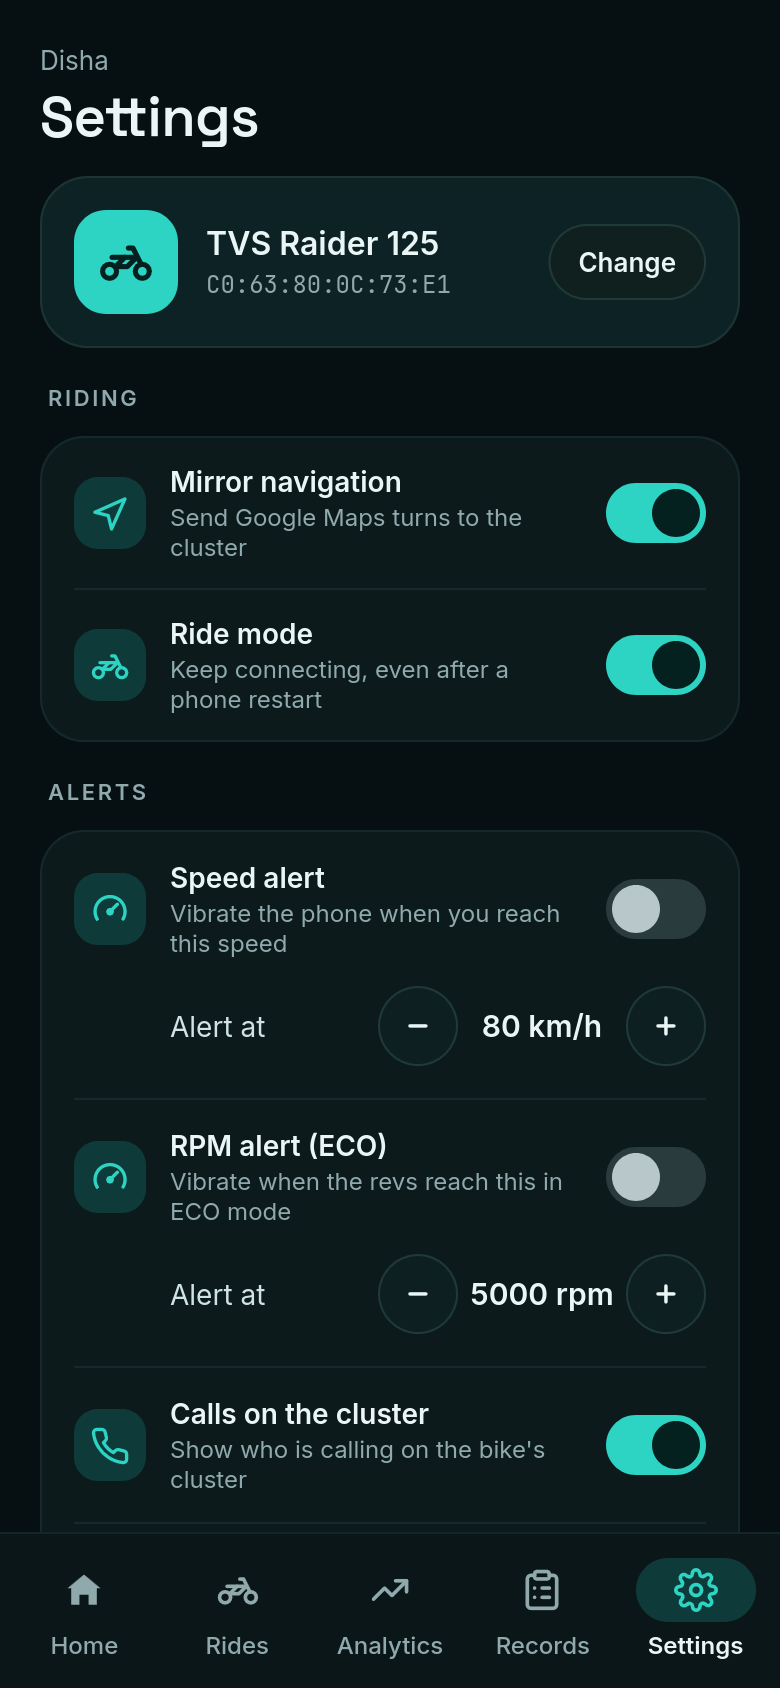 Disha
Settings
TVS Raider 125
C0:63:80:0C:73:E1
Change
RIDING
Mirror navigation
Send Google Maps turns to the
cluster
Ride mode
Keep connecting, even after a
phone restart
ALERTS
Speed alert
Vibrate the phone when you reach
this speed
Alert at
−
80 km/h
+
RPM alert (ECO)
Vibrate when the revs reach this in
ECO mode
Alert at
−
5000 rpm
+
Calls on the cluster
Show who is calling on the bike's
cluster
Home
Rides
Analytics
Records
Settings